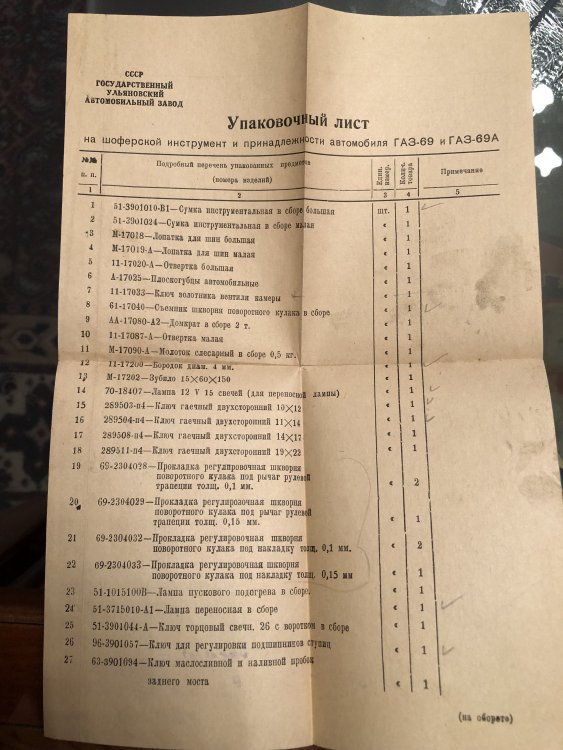 СССР
ГОСУДАРСТВЕННЫЙ
УЛЬЯНОВСКИЙ
АВТОМОБИЛЬНЫЙ ЗАВОД
Упаковочный лист
на шоферской инструмент и принадлежности автомобиля ГАЗ-69 и ГАЗ-69А
№№ п. п. Подробный перечень упакованных предметов (номера изделий) Един. измер. Колич. товара Примечание
1 2 3 4 5
1 51-3901010-В1—Сумка инструментальная в сборе большая шт. 1
2 51-3901024—Сумка инструментальная в сборе малая « 1
3 М-17018—Лопатка для шин большая « 1
4 М-17019-А—Лопатка для шин малая « 1
5 11-17020-А—Отвертка большая « 1
6 А-17025—Плоскогубцы автомобильные « 1
7 11-17033—Ключ золотника вентиля камеры « 1
8 61-17040—Съемник шкворня поворотного кулака в сборе « 1
9 АА-17080-А2—Домкрат в сборе 2 т. « 1
10 11-17087-А—Отвертка малая « 1
11 М-17090-А—Молоток слесарный в сборе 0,5 кг. « 1
12 11-17200—Бородок диам. 4 мм. « 1
13 М-17202—Зубило 15×60×150 « 1
14 70-18407—Лампа 12 V 15 свечей (для переносной лампы) « 1
15 289503-п4—Ключ гаечный двухсторонний 10×12 « 1
16 289504-п4—Ключ гаечный двухсторонний 11×14 « 1
17 289508-п4—Ключ гаечный двухсторонний 14×17 « 1
18 289511-п4—Ключ гаечный двухсторонний 19×22 « 1
19 69-2304028—Прокладка регулировочная шкворня
поворотного кулака под рычаг рулевой
трапеции толщ. 0,1 мм. « 2
20 69-2304029—Прокладка регулировочная шкворня
поворотного кулака под рычаг рулевой
трапеции толщ. 0,15 мм. « 1
21 69-2304032—Прокладка регулировочная шкворня
поворотного кулака под накладку толщ. 0,1 мм. « 2
22 69-2304033—Прокладка регулировочная шкворня
поворотного кулака под накладку толщ. 0,15 мм « 1
23 51-1015100В—Лампа пускового подогрева в сборе. « 1
24 51-3715010-А1—Лампа переносная в сборе « 1
25 51-3901044-А—Ключ торцовый свечн. 26 с воротком в сборе « 1
26 96-3901057—Ключ для регулировки подшипников ступиц « 1
27 63-3901094—Ключ маслосливной и наливной пробок
заднего моста « 1
(на обороте)